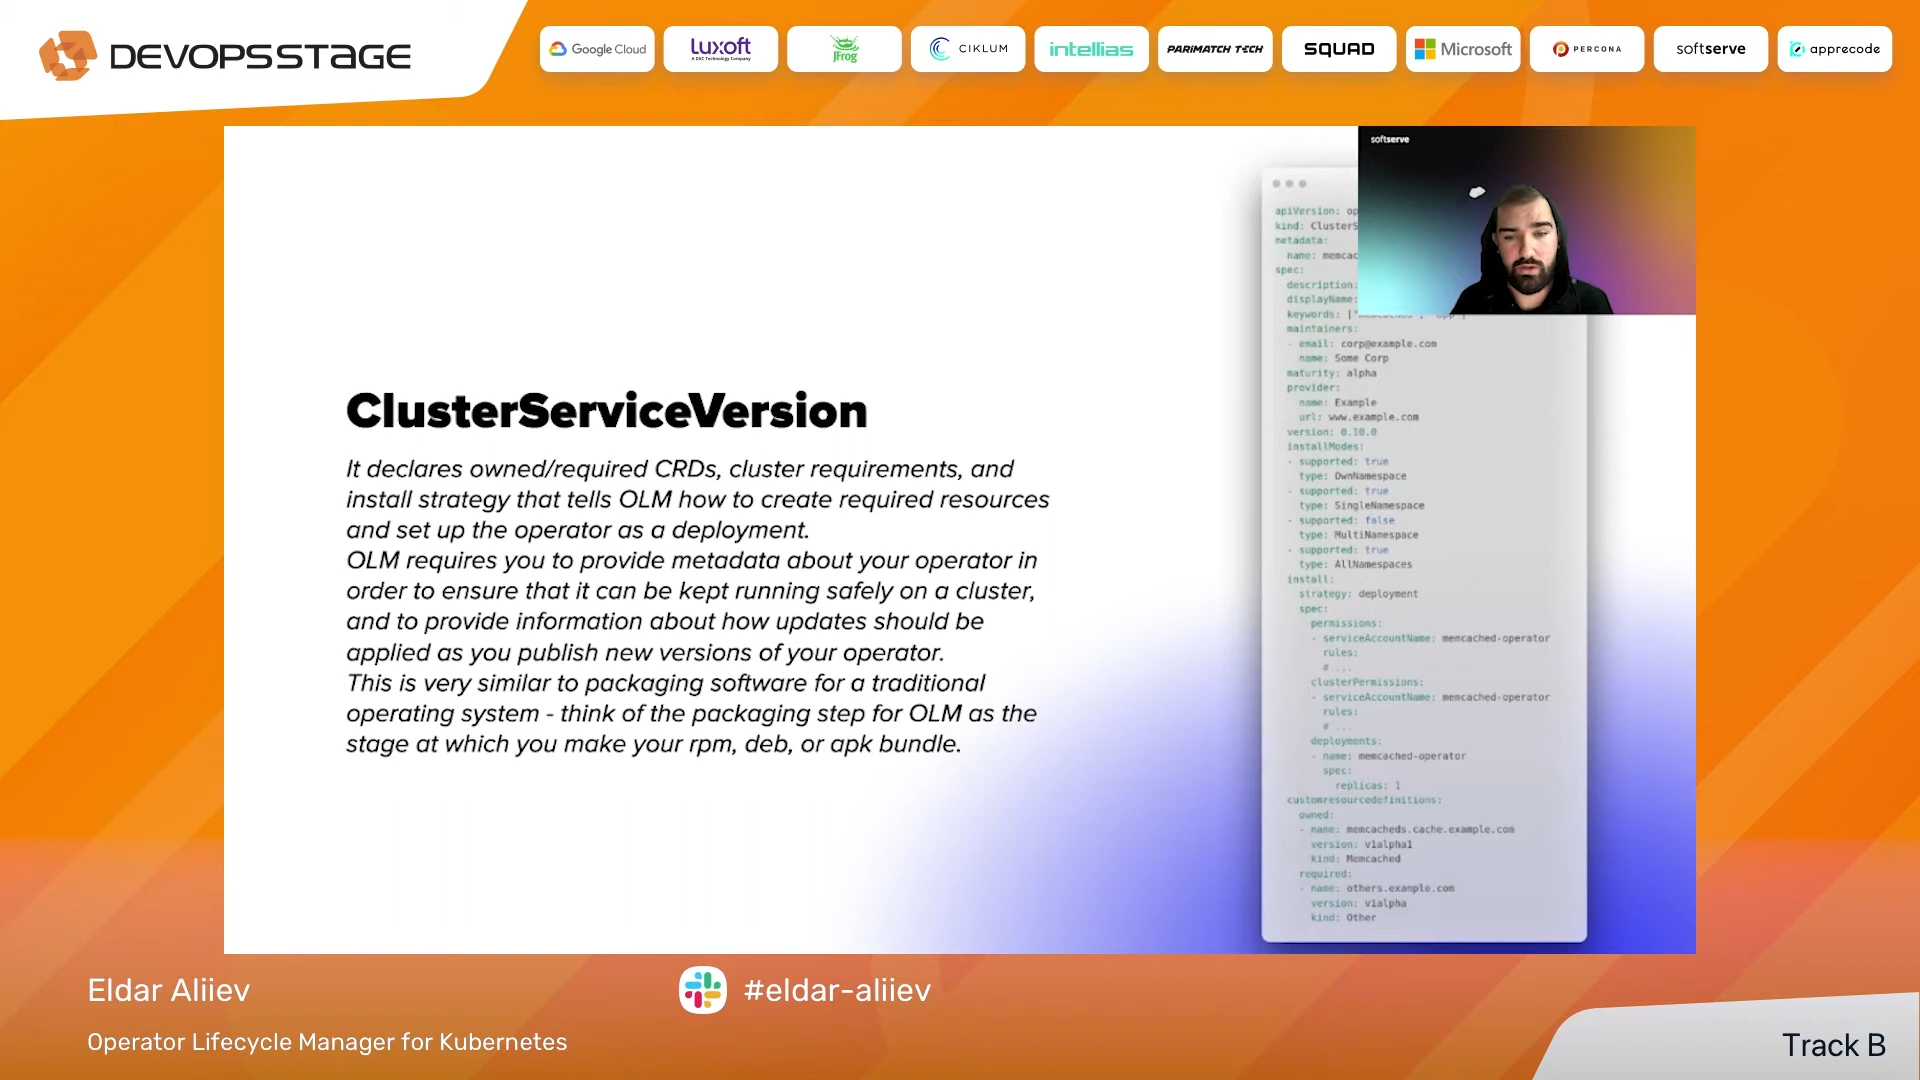 DEVOPSSTAGE
Google Cloud
Luxoft
A DXC Technology Company
JFrog
CIKLUM
intellias
PARIMATCH TECH
SQUAD
Microsoft
PERCONA
softserve
apprecode
softserve
ClusterServiceVersion
It declares owned/required CRDs, cluster requirements, and
install strategy that tells OLM how to create required resources
and set up the operator as a deployment.
OLM requires you to provide metadata about your operator in
order to ensure that it can be kept running safely on a cluster,
and to provide information about how updates should be
applied as you publish new versions of your operator.
This is very similar to packaging software for a traditional
operating system - think of the packaging step for OLM as the
stage at which you make your rpm, deb, or apk bundle.
apiVersion: op
kind: ClusterS
metadata:
name: memcac
spec:
description:
displayName:
keywords: [
maintainers:
- email: corp@example.com
name: Some Corp
maturity: alpha
provider:
name: Example
url: www.example.com
version: 0.10.0
installModes:
- supported: true
type: OwnNamespace
- supported: true
type: SingleNamespace
- supported: false
type: MultiNamespace
- supported: true
type: AllNamespaces
install:
strategy: deployment
spec:
permissions:
- serviceAccountName: memcached-operator
rules:
# ...
clusterPermissions:
- serviceAccountName: memcached-operator
rules:
# ...
deployments:
- name: memcached-operator
spec:
replicas: 1
customresourcedefinitions:
owned:
- name: memcacheds.cache.example.com
version: v1alpha1
kind: Memcached
required:
- name: others.example.com
version: v1alpha
kind: Other
Eldar Aliiev
#eldar-aliiev
Operator Lifecycle Manager for Kubernetes
Track B